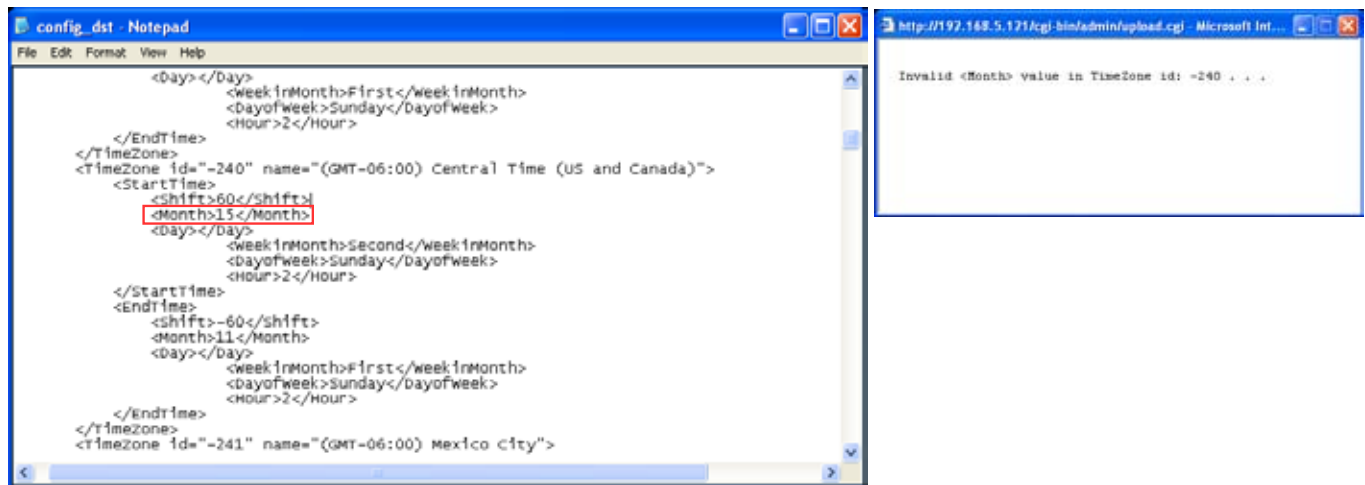 config_dst - Notepad
File Edit Format View Help
<Day></Day>
<WeekinMonth>First</WeekinMonth>
<DayofWeek>Sunday</DayofWeek>
<Hour>2</Hour>
</EndTime>
</TimeZone>
<TimeZone id="-240" name="(GMT-06:00) Central Time (US and Canada)">
<StartTime>
<Shift>60</Shift>
<Month>15</Month>
<Day></Day>
<WeekinMonth>Second</WeekinMonth>
<DayofWeek>Sunday</DayofWeek>
<Hour>2</Hour>
</StartTime>
<EndTime>
<Shift>-60</Shift>
<Month>11</Month>
<Day></Day>
<WeekinMonth>First</WeekinMonth>
<DayofWeek>Sunday</DayofWeek>
<Hour>2</Hour>
</EndTime>
</TimeZone>
<TimeZone id="-241" name="(GMT-06:00) Mexico City">
http://192.168.5.121/cgi-bin/admin/upload.cgi - Microsoft Int...
Invalid <Month> value in TimeZone id: -240 . . .